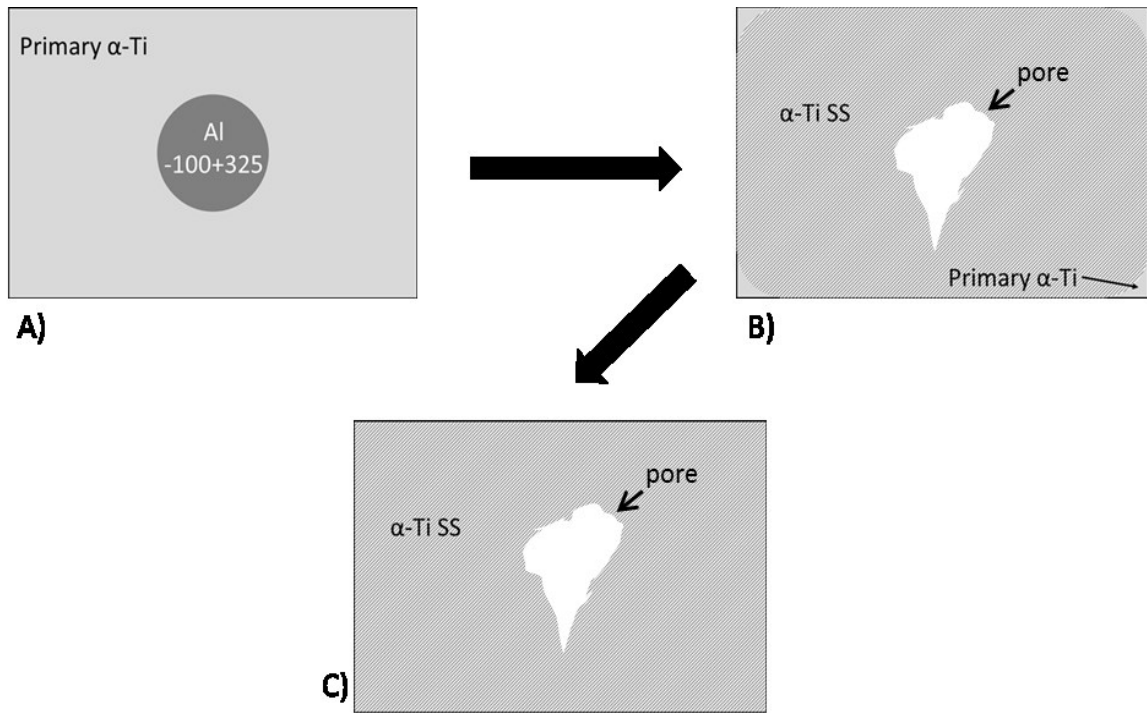 Primary α-Ti
Al
-100+325
A)
pore
α-Ti SS
Primary α-Ti
B)
pore
α-Ti SS
C)